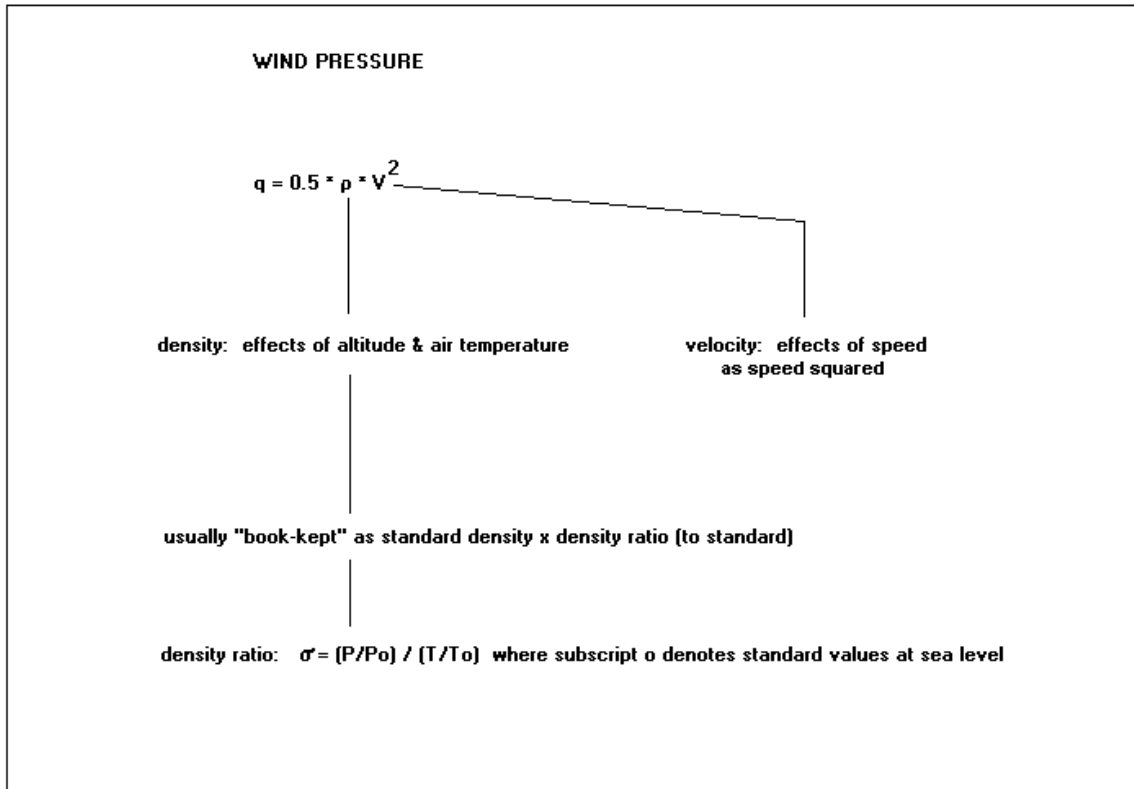 WIND PRESSURE
q = 0.5 * ρ * V²
density: effects of altitude & air temperature
velocity: effects of speed
as speed squared
usually "book-kept" as standard density x density ratio (to standard)
density ratio: σ = (P/Po) / (T/To) where subscript o denotes standard values at sea level